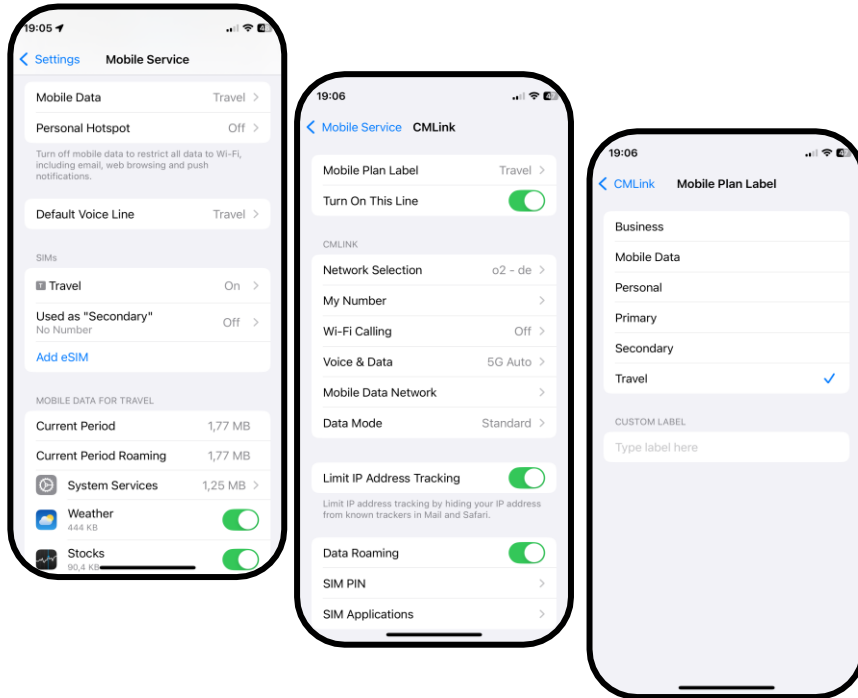 19:05
Settings
Mobile Service
Mobile Data Travel
Personal Hotspot Off
Turn off mobile data to restrict all data to Wi-Fi,
including email, web browsing and push
notifications.
Default Voice Line Travel
SIMs
T Travel On
Used as "Secondary" Off
No Number
Add eSIM
MOBILE DATA FOR TRAVEL
Current Period 1,77 MB
Current Period Roaming 1,77 MB
System Services 1,25 MB
Weather
444 KB
Stocks
90,4 KB
19:06
Mobile Service CMLink
Mobile Plan Label Travel
Turn On This Line
CMLINK
Network Selection o2 - de
My Number
Wi-Fi Calling Off
Voice & Data 5G Auto
Mobile Data Network
Data Mode Standard
Limit IP Address Tracking
Limit IP address tracking by hiding your IP address
from known trackers in Mail and Safari.
Data Roaming
SIM PIN
SIM Applications
19:06
CMLink Mobile Plan Label
Business
Mobile Data
Personal
Primary
Secondary
Travel
CUSTOM LABEL
Type label here